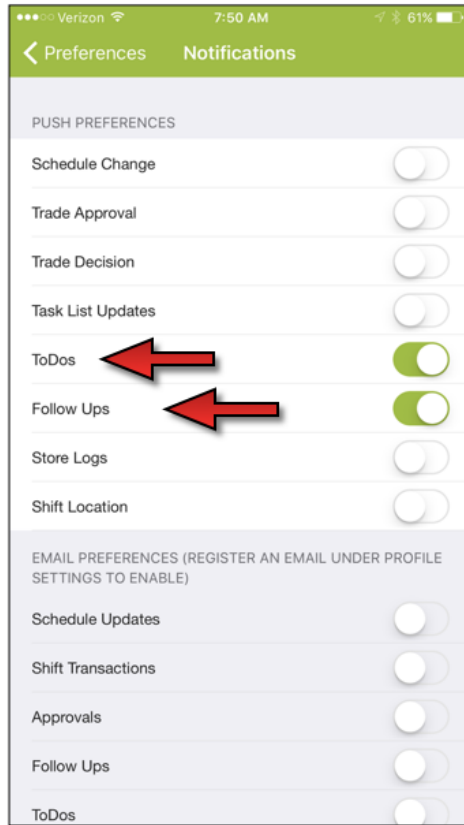 Verizon 7:50 AM 61%
Preferences Notifications
PUSH PREFERENCES
Schedule Change
Trade Approval
Trade Decision
Task List Updates
ToDos
Follow Ups
Store Logs
Shift Location
EMAIL PREFERENCES (REGISTER AN EMAIL UNDER PROFILE
SETTINGS TO ENABLE)
Schedule Updates
Shift Transactions
Approvals
Follow Ups
ToDos